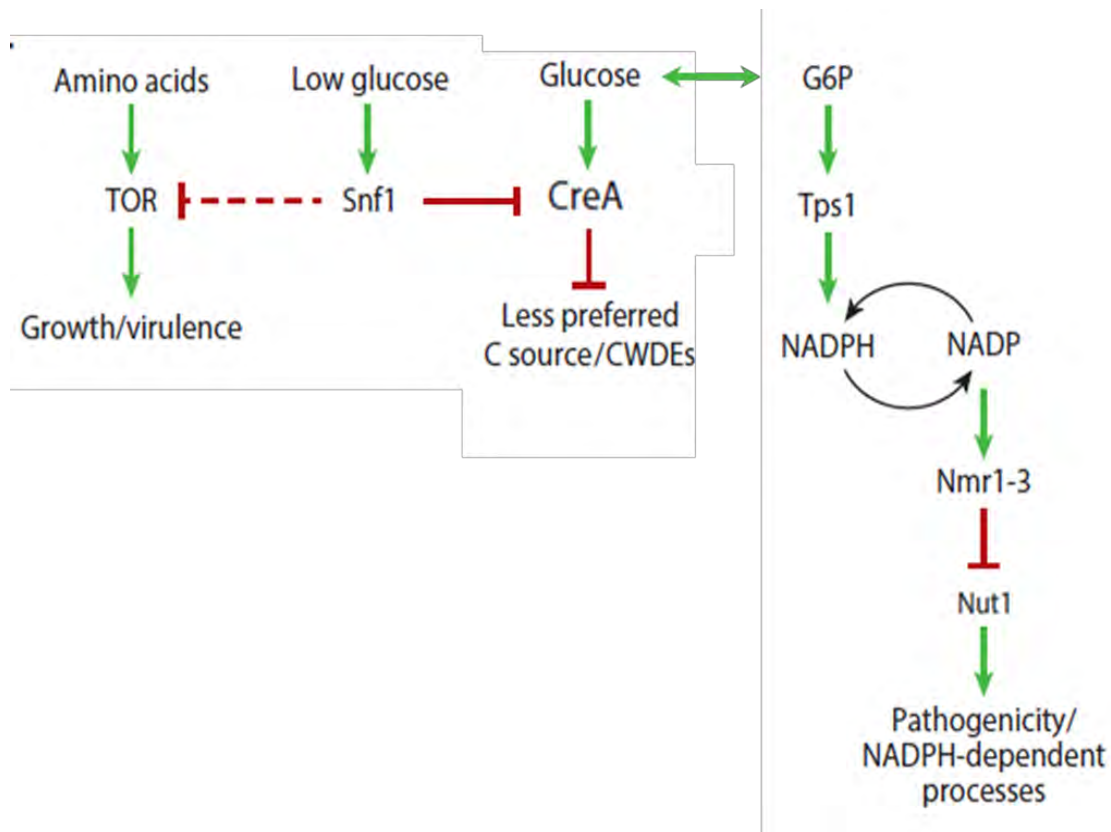 Amino acids
Low glucose
Glucose
G6P
TOR
Snf1
CreA
Tps1
Growth/virulence
Less preferred
C source/CWDEs
NADPH
NADP
Nmr1-3
Nut1
Pathogenicity/
NADPH-dependent
processes